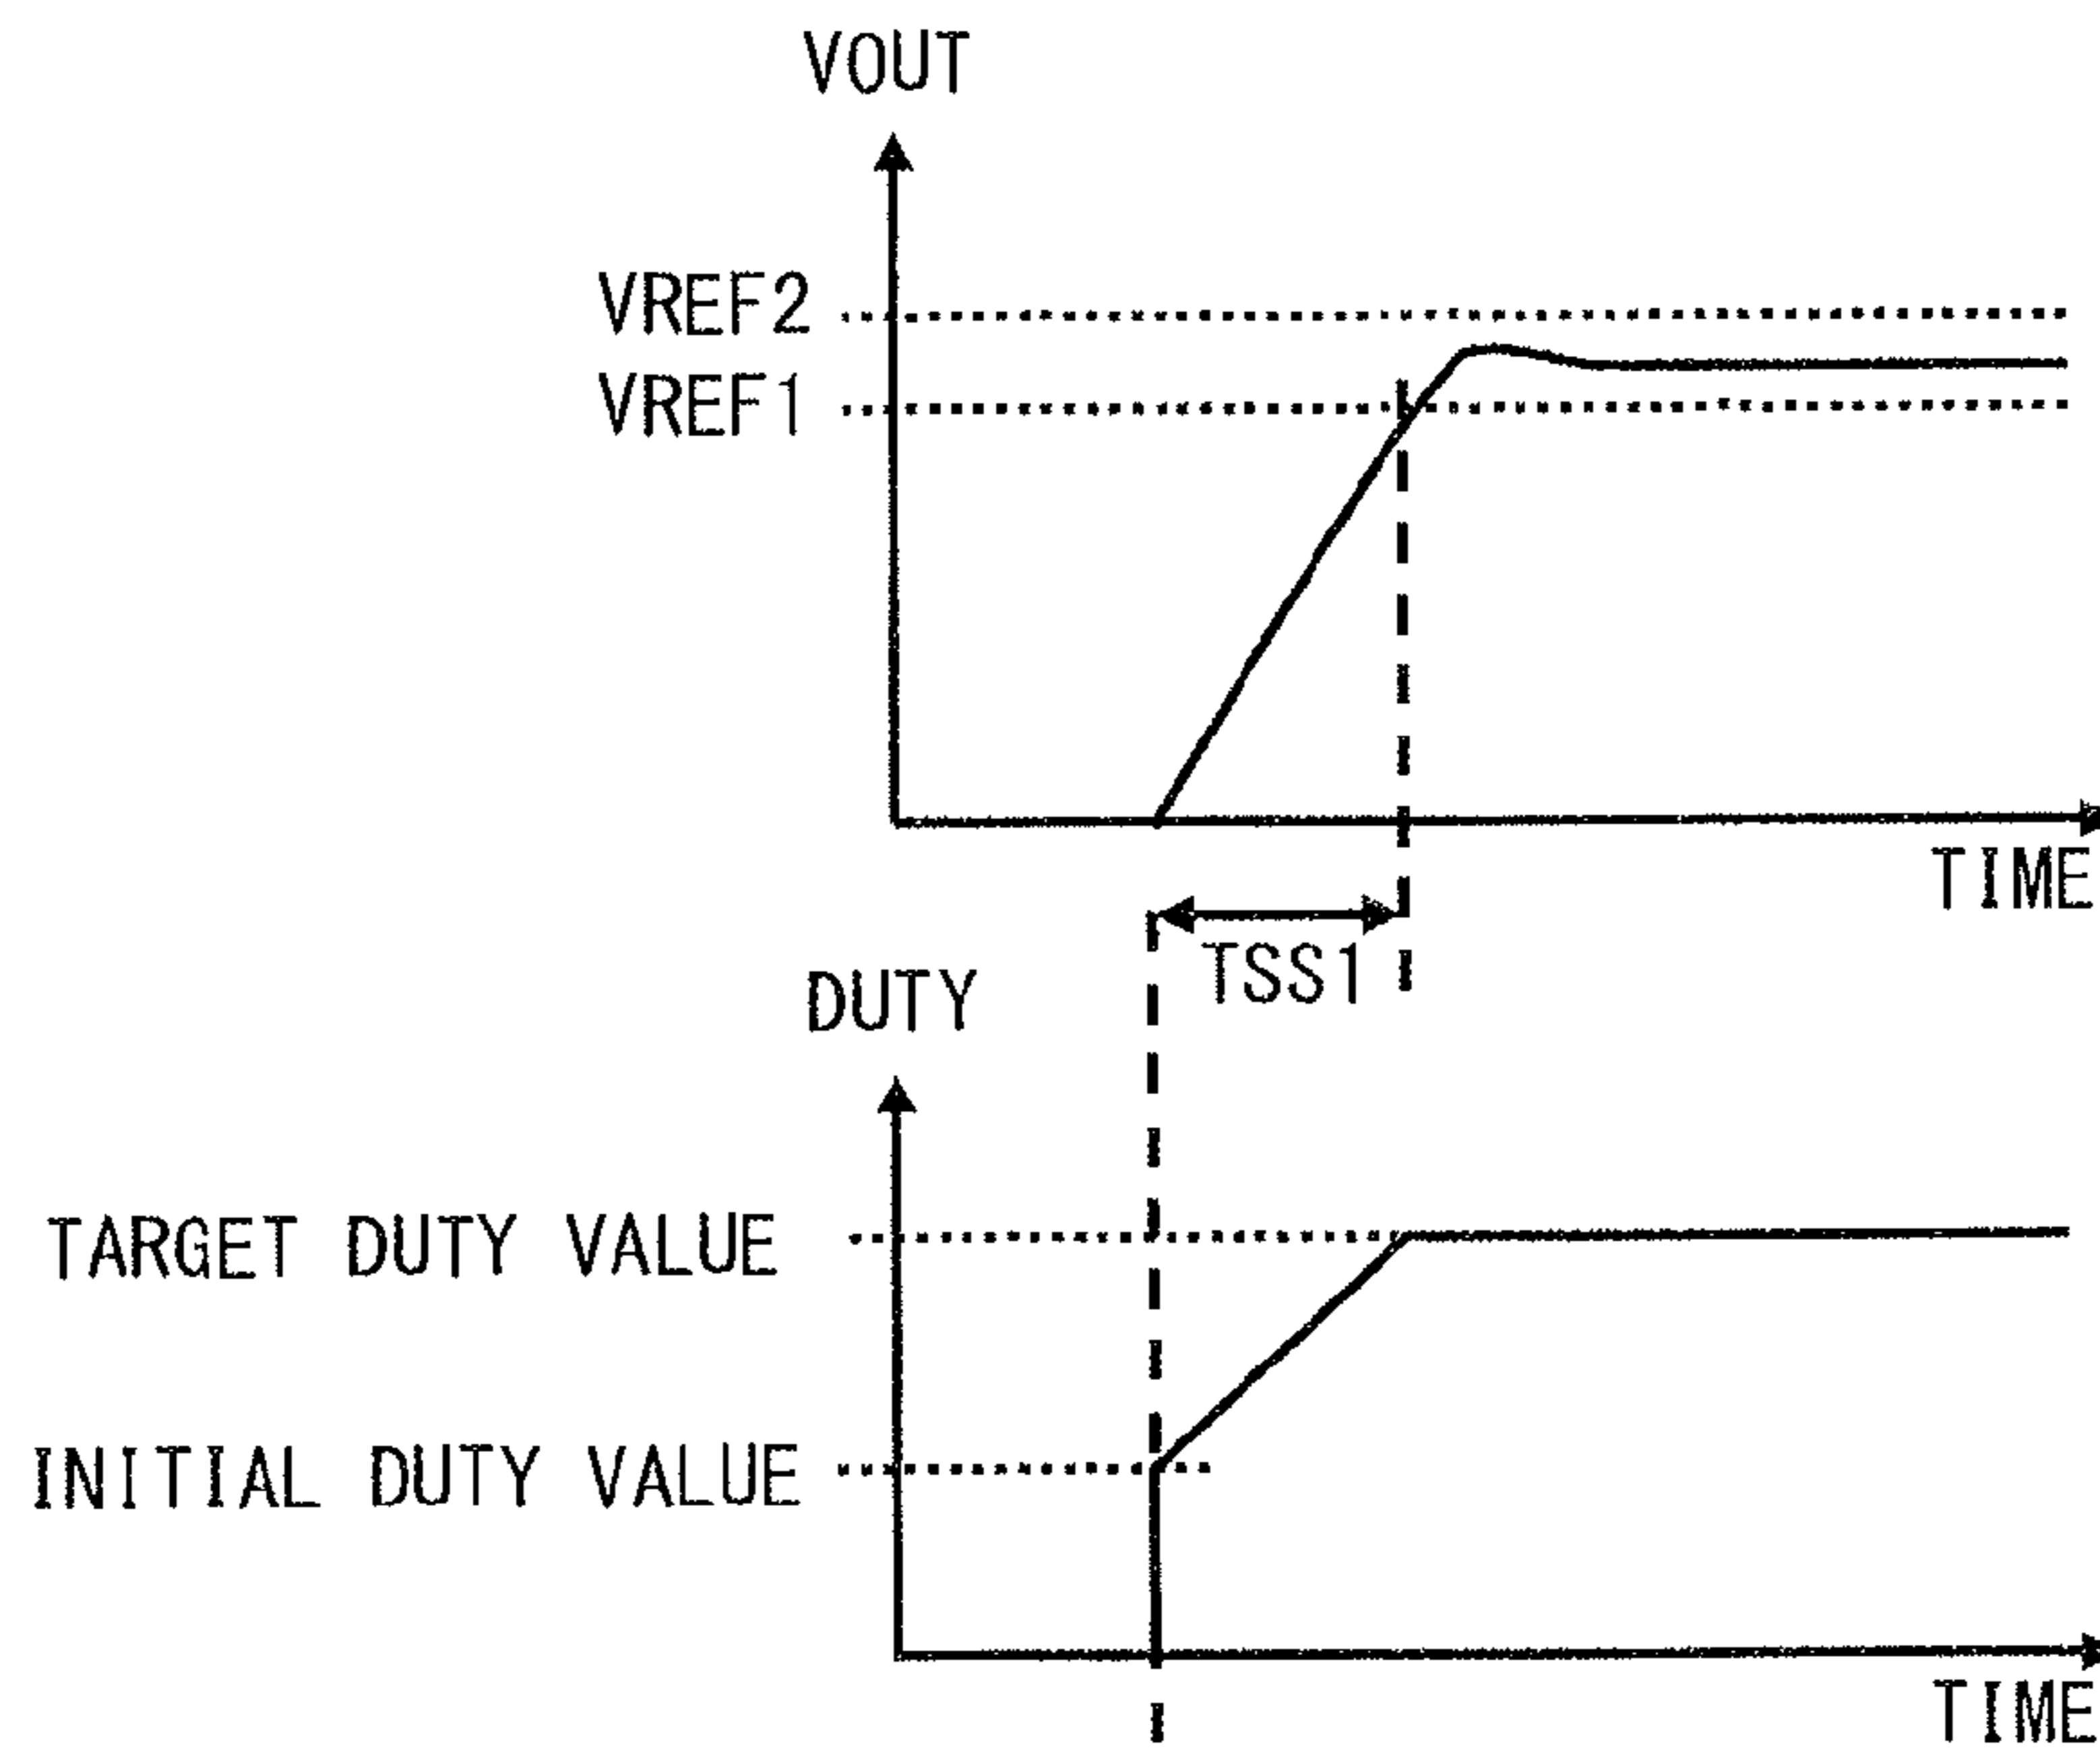 VOUT
VREF2
VREF1
TIME
TSS1
DUTY
TARGET DUTY VALUE
INITIAL DUTY VALUE
TIME